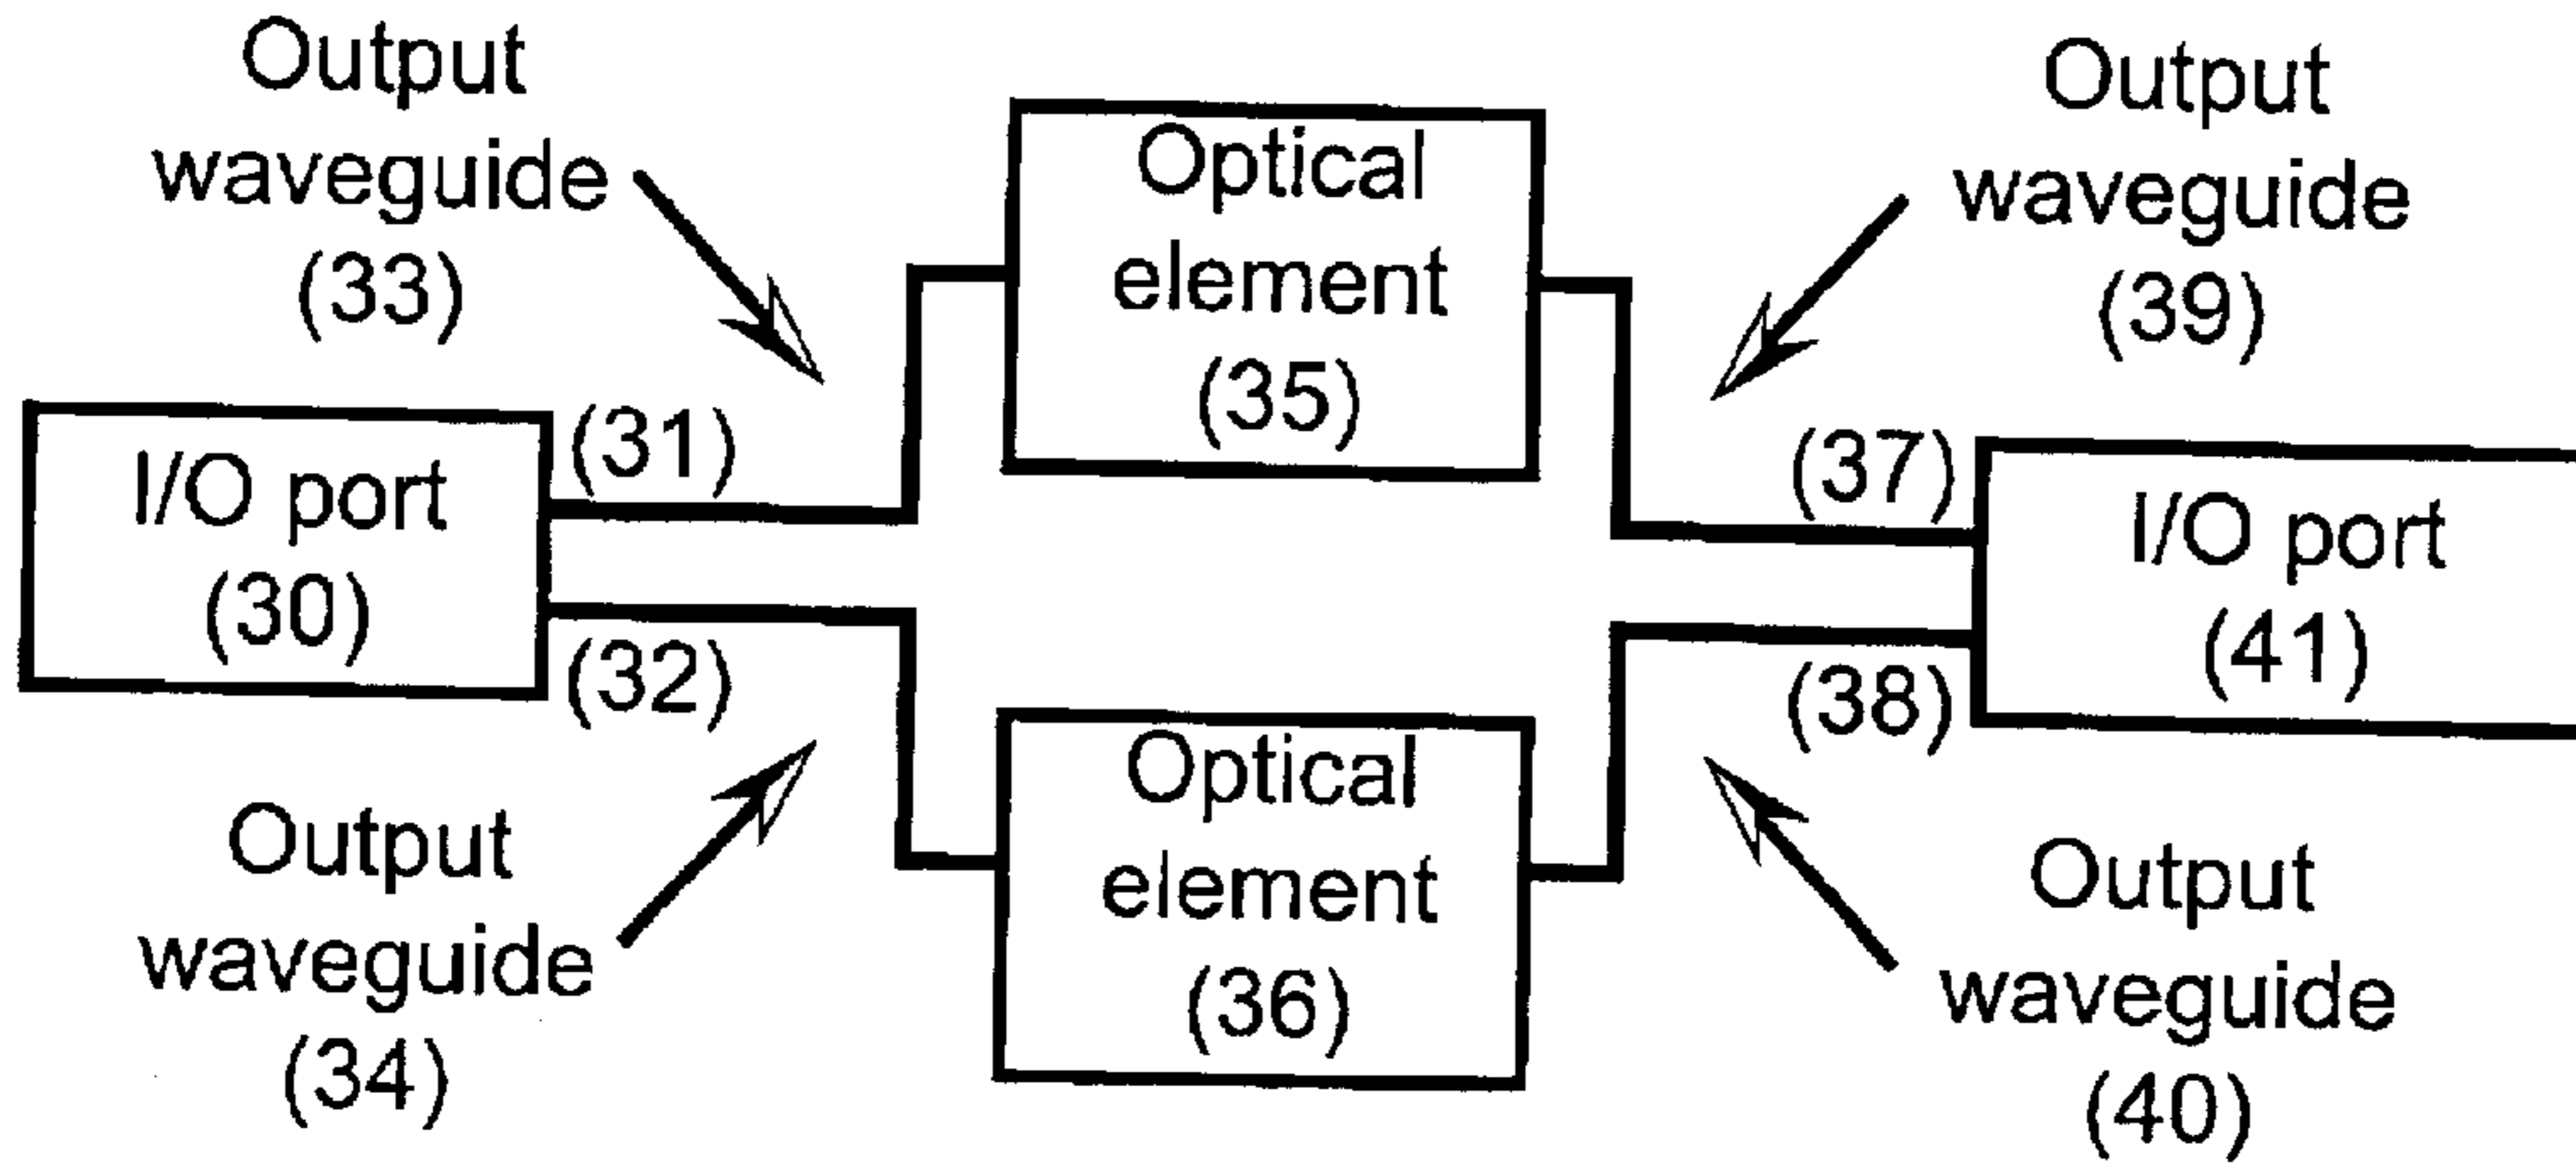 Output
waveguide
(33)
Optical
element
(35)
Output
waveguide
(39)
I/O port
(30)
(31)
(32)
(37)
(38)
I/O port
(41)
Output
waveguide
(34)
Optical
element
(36)
Output
waveguide
(40)